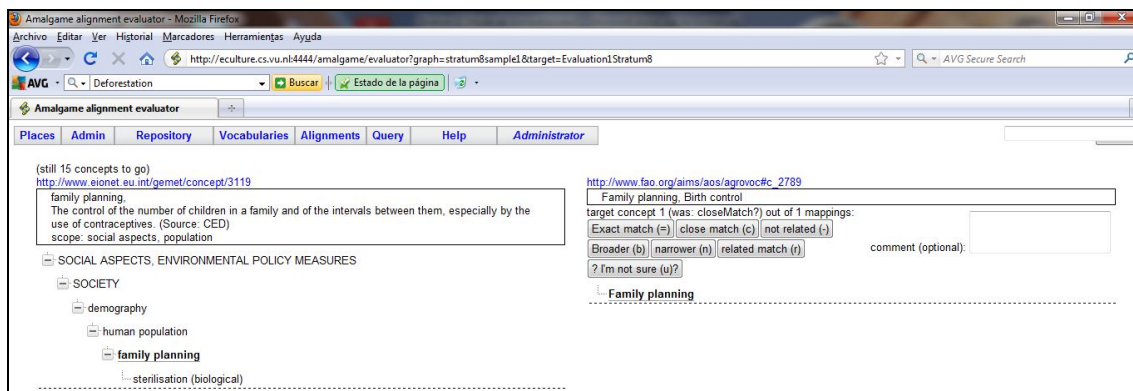 Amalgame alignment evaluator - Mozilla Firefox
Archivo Editar Ver Historial Marcadores Herramientas Ayuda
http://eculture.cs.vu.nl:4444/amalgame/evaluator?graph=stratum8sample1&target=Evaluation1Stratum8
AVG Secure Search
AVG Deforestation Buscar Estado de la página
Amalgame alignment evaluator
Places Admin Repository Vocabularies Alignments Query Help Administrator
(still 15 concepts to go)
http://www.eionet.eu.int/gemet/concept/3119
family planning,
The control of the number of children in a family and of the intervals between them, especially by the
use of contraceptives. (Source: CED)
scope: social aspects, population
SOCIAL ASPECTS, ENVIRONMENTAL POLICY MEASURES
SOCIETY
demography
human population
family planning
sterilisation (biological)
http://www.fao.org/aims/aos/agrovoc#c_2789
Family planning, Birth control
target concept 1 (was: closeMatch?) out of 1 mappings:
Exact match (=) close match (c) not related (-)
Broader (b) narrower (n) related match (r)
comment (optional):
? I'm not sure (u)?
Family planning